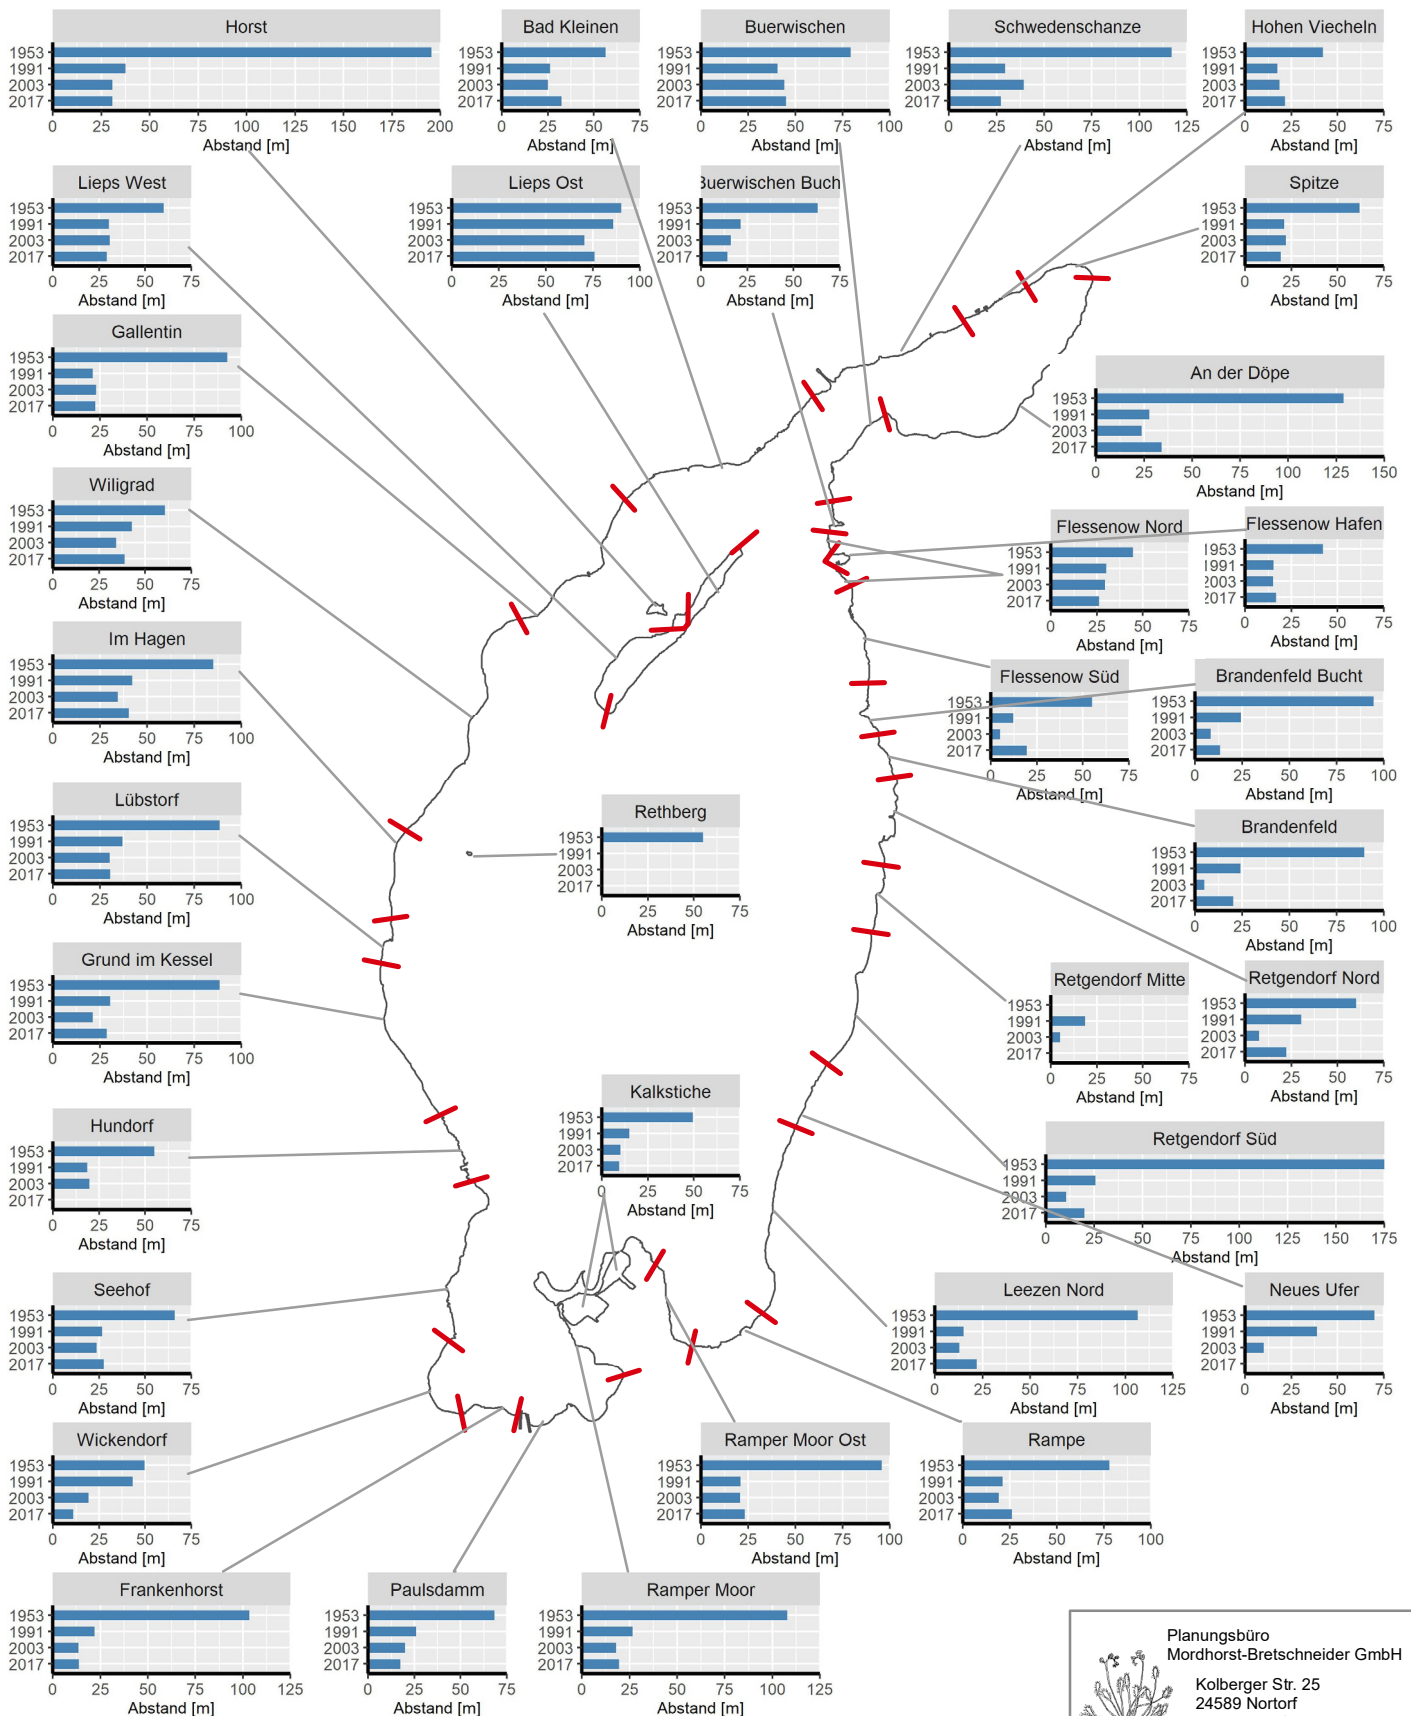 Horst
1953
1991
2003
2017
0 25 50 75 100 125 150 175 200
Abstand [m]
Bad Kleinen
1953
1991
2003
2017
0 25 50 75
Abstand [m]
Buerwischen
1953
1991
2003
2017
0 25 50 75 100
Abstand [m]
Schwedenschanze
1953
1991
2003
2017
0 25 50 75 100 125
Abstand [m]
Hohen Viecheln
1953
1991
2003
2017
0 25 50 75
Abstand [m]
Lieps West
1953
1991
2003
2017
0 25 50 75
Abstand [m]
Lieps Ost
1953
1991
2003
2017
0 25 50 75 100
Abstand [m]
Buerwischen Buch
1953
1991
2003
2017
0 25 50 75
Abstand [m]
Spitze
1953
1991
2003
2017
0 25 50 75
Abstand [m]
Gallentin
1953
1991
2003
2017
0 25 50 75 100
Abstand [m]
An der Döpe
1953
1991
2003
2017
0 25 50 75 100 125 150
Abstand [m]
Wiligrad
1953
1991
2003
2017
0 25 50 75
Abstand [m]
Flessenow Nord
1953
1991
2003
2017
0 25 50 75
Abstand [m]
Flessenow Hafen
1953
1991
2003
2017
0 25 50 75
Abstand [m]
Im Hagen
1953
1991
2003
2017
0 25 50 75 100
Abstand [m]
Flessenow Süd
1953
1991
2003
2017
0 25 50 75
Abstand [m]
Brandenfeld Bucht
1953
1991
2003
2017
0 25 50 75 100
Abstand [m]
Lübstorf
1953
1991
2003
2017
0 25 50 75 100
Abstand [m]
Rethberg
1953
1991
2003
2017
0 25 50 75
Abstand [m]
Brandenfeld
1953
1991
2003
2017
0 25 50 75 100
Abstand [m]
Grund im Kessel
1953
1991
2003
2017
0 25 50 75 100
Abstand [m]
Retgendorf Mitte
1953
1991
2003
2017
0 25 50 75
Abstand [m]
Retgendorf Nord
1953
1991
2003
2017
0 25 50 75
Abstand [m]
Hundorf
1953
1991
2003
2017
0 25 50 75
Abstand [m]
Kalkstiche
1953
1991
2003
2017
0 25 50 75
Abstand [m]
Retgendorf Süd
1953
1991
2003
2017
0 25 50 75 100 125 150 175
Abstand [m]
Seehof
1953
1991
2003
2017
0 25 50 75
Abstand [m]
Leezen Nord
1953
1991
2003
2017
0 25 50 75 100 125
Abstand [m]
Neues Ufer
1953
1991
2003
2017
0 25 50 75
Abstand [m]
Wickendorf
1953
1991
2003
2017
0 25 50 75
Abstand [m]
Ramper Moor Ost
1953
1991
2003
2017
0 25 50 75 100
Abstand [m]
Rampe
1953
1991
2003
2017
0 25 50 75 100
Abstand [m]
Frankenhorst
1953
1991
2003
2017
0 25 50 75 100 125
Abstand [m]
Paulsdamm
1953
1991
2003
2017
0 25 50 75
Abstand [m]
Ramper Moor
1953
1991
2003
2017
0 25 50 75 100 125
Abstand [m]
Planungsbüro
Mordhorst-Bretschneider GmbH
Kolberger Str. 25
24589 Nortorf